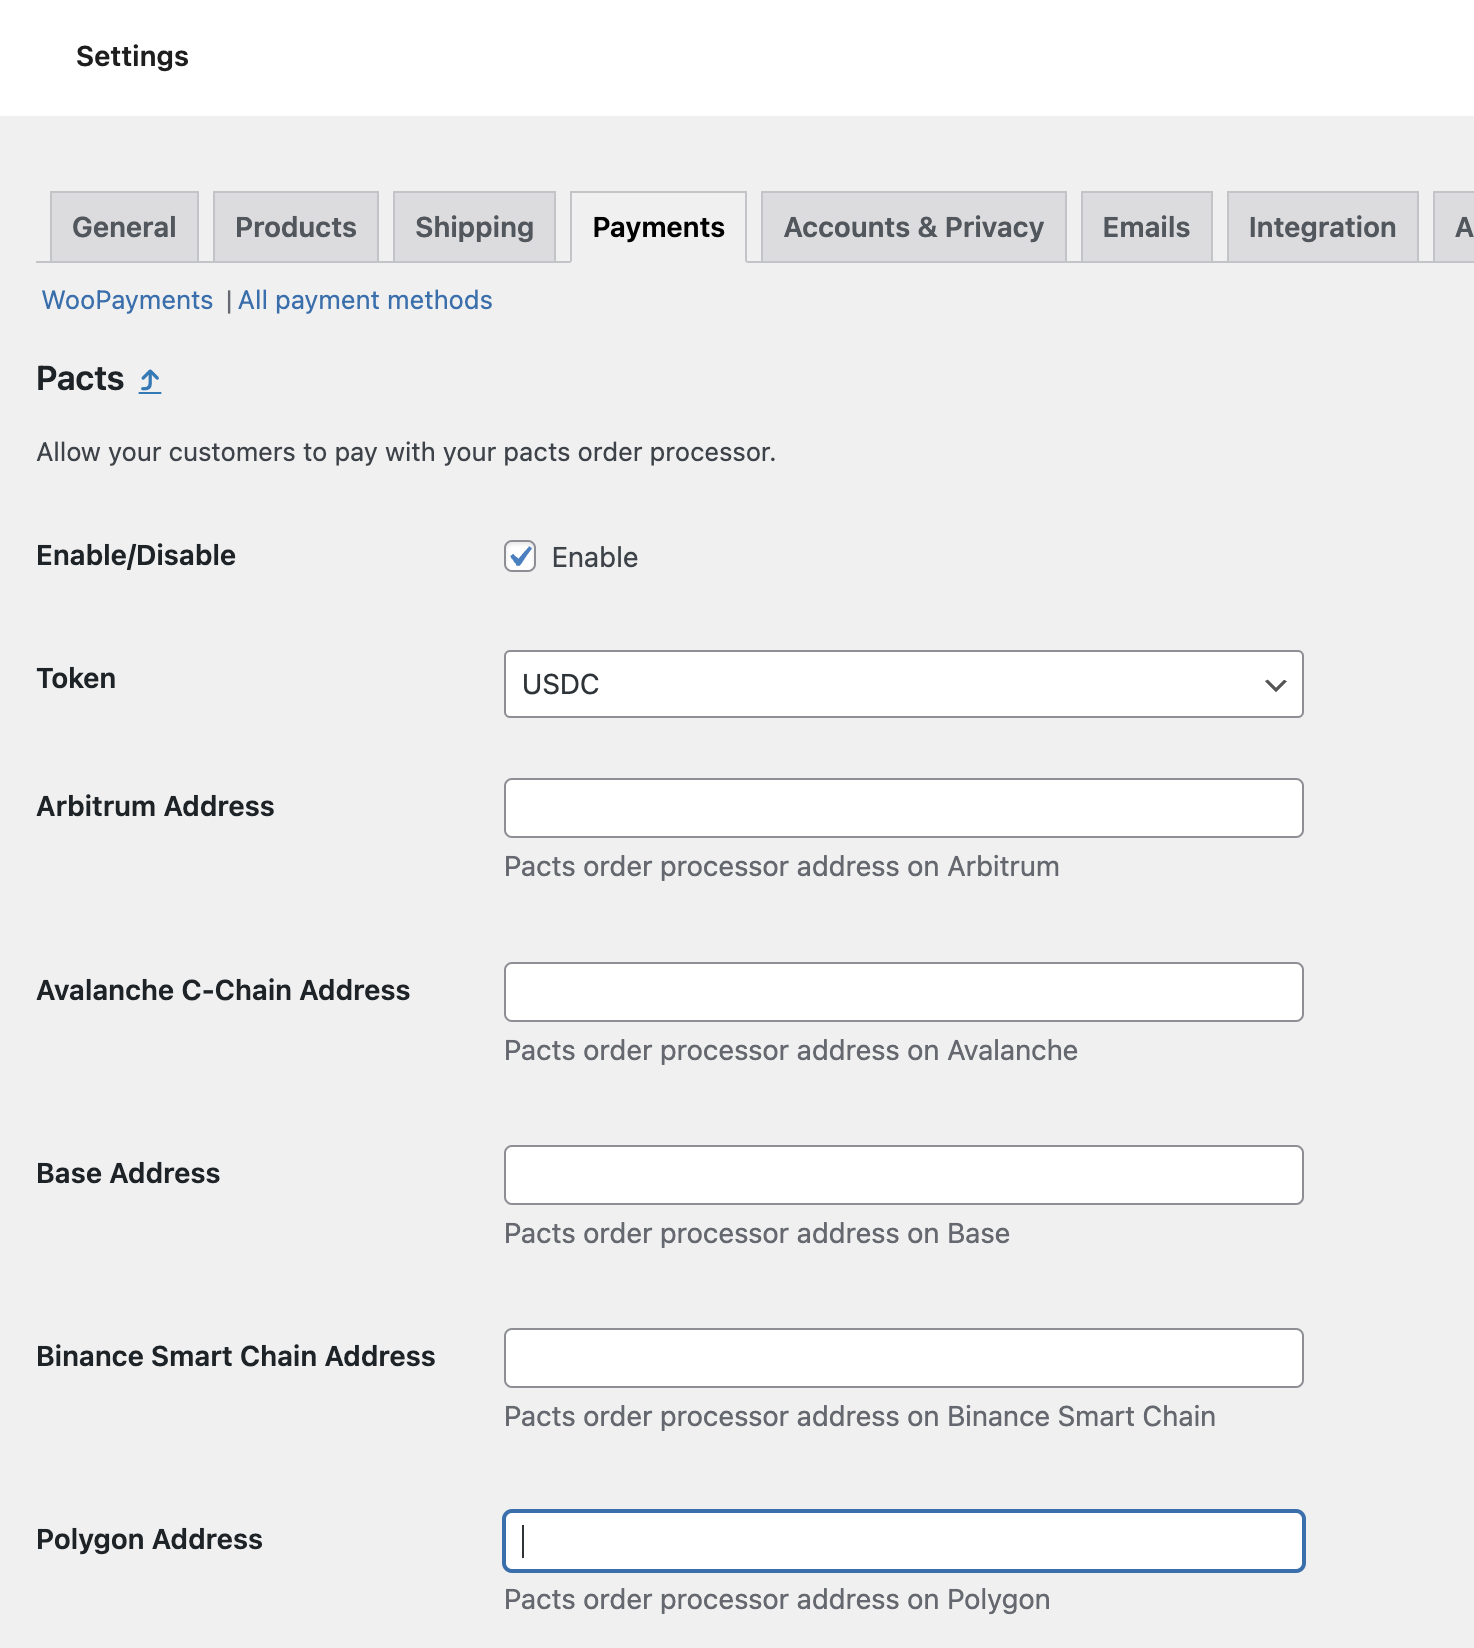 Settings
General Products Shipping Payments Accounts & Privacy Emails Integration A
WooPayments | All payment methods
Pacts ⤴
Allow your customers to pay with your pacts order processor.
Enable/Disable Enable
Token USDC
Arbitrum Address
Pacts order processor address on Arbitrum
Avalanche C-Chain Address
Pacts order processor address on Avalanche
Base Address
Pacts order processor address on Base
Binance Smart Chain Address
Pacts order processor address on Binance Smart Chain
Polygon Address
Pacts order processor address on Polygon